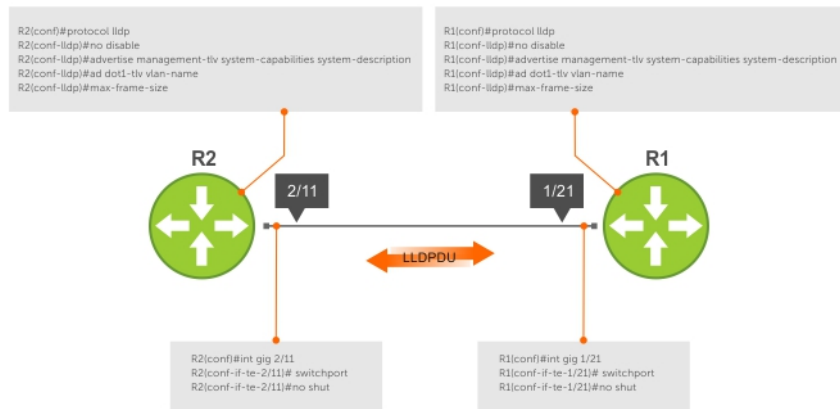 R2(conf)#protocol lldp
R2(conf-lldp)#no disable
R2(conf-lldp)#advertise management-tlv system-capabilities system-description
R2(conf-lldp)#ad dot1-tlv vlan-name
R2(conf-lldp)#max-frame-size
R1(conf)#protocol lldp
R1(conf-lldp)#no disable
R1(conf-lldp)#advertise management-tlv system-capabilities system-description
R1(conf-lldp)#ad dot1-tlv vlan-name
R1(conf-lldp)#max-frame-size
R2
R1
2/11
1/21
LLDPDU
R2(conf)#int gig 2/11
R2(conf-if-te-2/11)# switchport
R2(conf-if-te-2/11)#no shut
R1(conf)#int gig 1/21
R1(conf-if-te-1/21)# switchport
R1(conf-if-te-1/21)#no shut